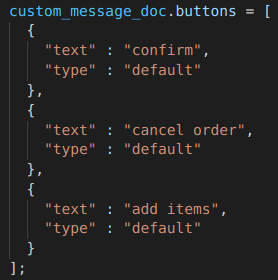 custom_message_doc.buttons = [
  {
    "text" : "confirm",
    "type" : "default"
  },
  {
    "text" : "cancel order",
    "type" : "default"
  },
  {
    "text" : "add items",
    "type" : "default"
  }
];